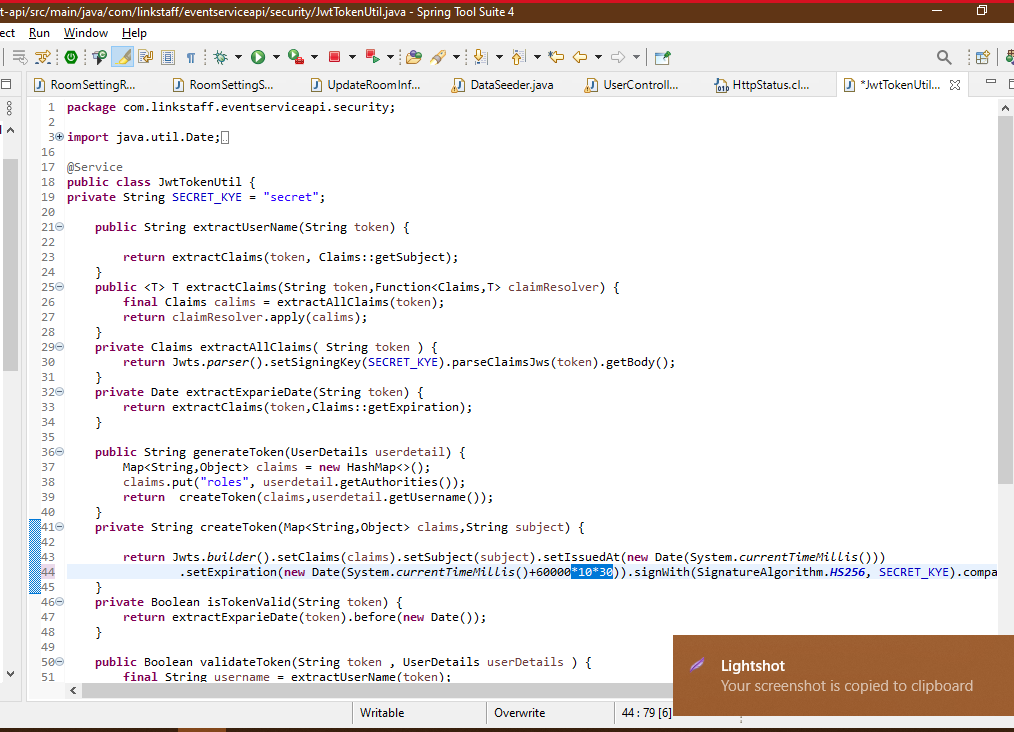 t-api/src/main/java/com/linkstaff/eventserviceapi/security/JwtTokenUtil.java - Spring Tool Suite 4
ect Run Window Help
RoomSettingR... RoomSettingS... UpdateRoomInf... DataSeeder.java UserControll... HttpStatus.cl... *JwtTokenUtil...
1 package com.linkstaff.eventserviceapi.security;
2
3 import java.util.Date;
16
17 @Service
18 public class JwtTokenUtil {
19 private String SECRET_KYE = "secret";
20
21 public String extractUserName(String token) {
22
23 return extractClaims(token, Claims::getSubject);
24 }
25 public <T> T extractClaims(String token,Function<Claims,T> claimResolver) {
26 final Claims calims = extractAllClaims(token);
27 return claimResolver.apply(calims);
28 }
29 private Claims extractAllClaims( String token ) {
30 return Jwts.parser().setSigningKey(SECRET_KYE).parseClaimsJws(token).getBody();
31 }
32 private Date extractExparieDate(String token) {
33 return extractClaims(token,Claims::getExpiration);
34 }
35
36 public String generateToken(UserDetails userdetail) {
37 Map<String,Object> claims = new HashMap<>();
38 claims.put("roles", userdetail.getAuthorities());
39 return createToken(claims,userdetail.getUsername());
40 }
41 private String createToken(Map<String,Object> claims,String subject) {
42
43 return Jwts.builder().setClaims(claims).setSubject(subject).setIssuedAt(new Date(System.currentTimeMillis()))
44 .setExpiration(new Date(System.currentTimeMillis()+60000*10*30)).signWith(SignatureAlgorithm.HS256, SECRET_KYE).compa
45 }
46 private Boolean isTokenValid(String token) {
47 return extractExparieDate(token).before(new Date());
48 }
49
50 public Boolean validateToken(String token , UserDetails userDetails ) {
51 final String username = extractUserName(token);
Lightshot
Your screenshot is copied to clipboard
Writable Overwrite 44 : 79 [6]